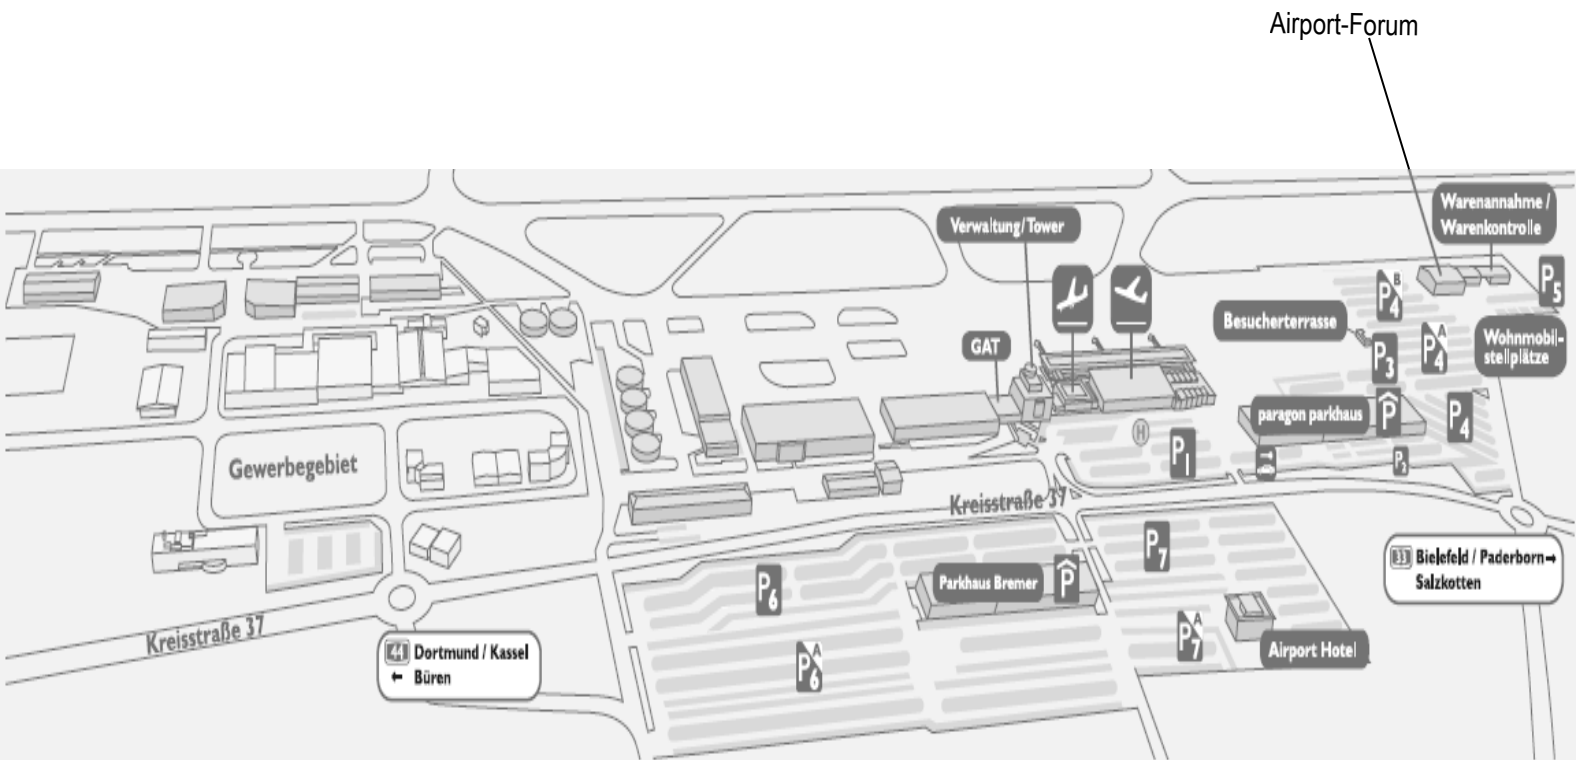 Airport-Forum
Warenannahme /
Warenkontrolle
Verwaltung/Tower
P5
P4 B
Besucherterrasse
P4 A
Wohnmobil-
stellplätze
GAT
P3
paragon parkhaus P
P4
H
P1
P2
Gewerbegebiet
Kreisstraße 37
P7
33 Bielefeld / Paderborn→
Salzkotten
P6
Parkhaus Bremer P
P7 A
Airport Hotel
Kreisstraße 37
44 Dortmund / Kassel
← Büren
P6 A